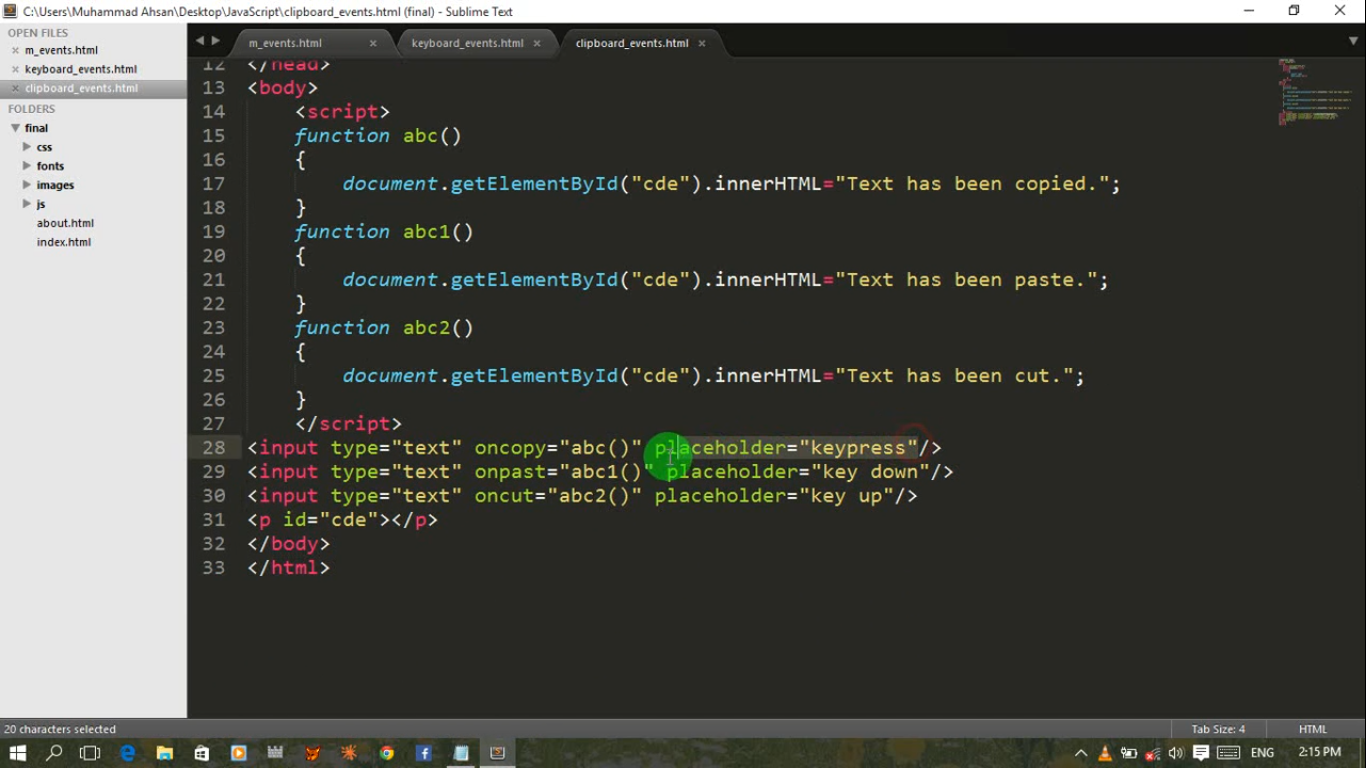 C:\Users\Muhammad Ahsan\Desktop\JavaScript\clipboard_events.html (final) - Sublime Text
OPEN FILES
m_events.html
keyboard_events.html
clipboard_events.html
FOLDERS
final
css
fonts
images
js
about.html
index.html
m_events.html
keyboard_events.html
clipboard_events.html
12 </head>
13 <body>
14 <script>
15 function abc()
16 {
17 document.getElementById("cde").innerHTML="Text has been copied.";
18 }
19 function abc1()
20 {
21 document.getElementById("cde").innerHTML="Text has been paste.";
22 }
23 function abc2()
24 {
25 document.getElementById("cde").innerHTML="Text has been cut.";
26 }
27 </script>
28 <input type="text" oncopy="abc()" placeholder="keypress"/>
29 <input type="text" onpast="abc1()" placeholder="key down"/>
30 <input type="text" oncut="abc2()" placeholder="key up"/>
31 <p id="cde"></p>
32 </body>
33 </html>
20 characters selected
Tab Size: 4
HTML
ENG
2:15 PM